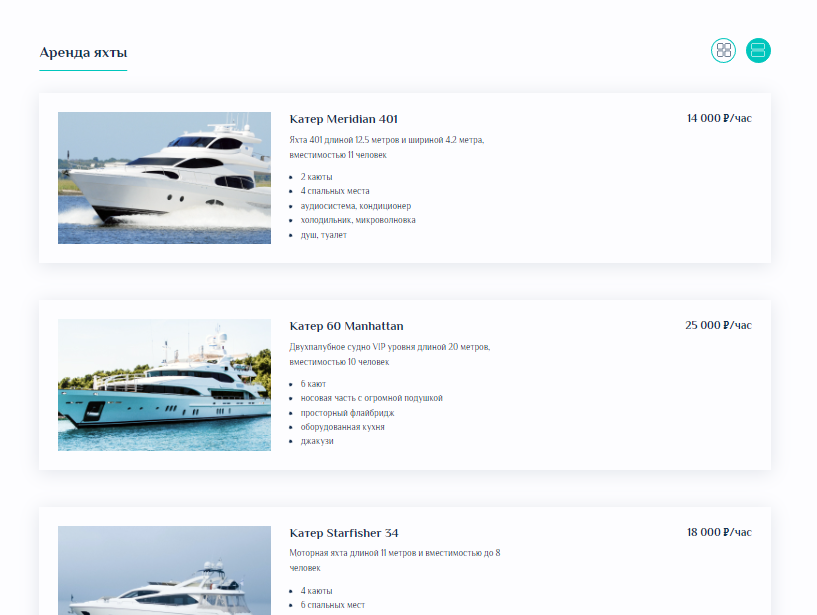 Аренда яхты
Катер Meridian 401
14 000 ₽/час
Яхта 401 длиной 12.5 метров и шириной 4.2 метра,
вместимостью 11 человек
2 каюты
4 спальных места
аудиосистема, кондиционер
холодильник, микроволновка
душ, туалет
Катер 60 Manhattan
25 000 ₽/час
Двухпалубное судно VIP уровня длиной 20 метров,
вместимостью 10 человек
6 кают
носовая часть с огромной подушкой
просторный флайбридж
оборудованная кухня
джакузи
Катер Starfisher 34
18 000 ₽/час
Моторная яхта длиной 11 метров и вместимостью до 8
человек
4 каюты
6 спальных мест